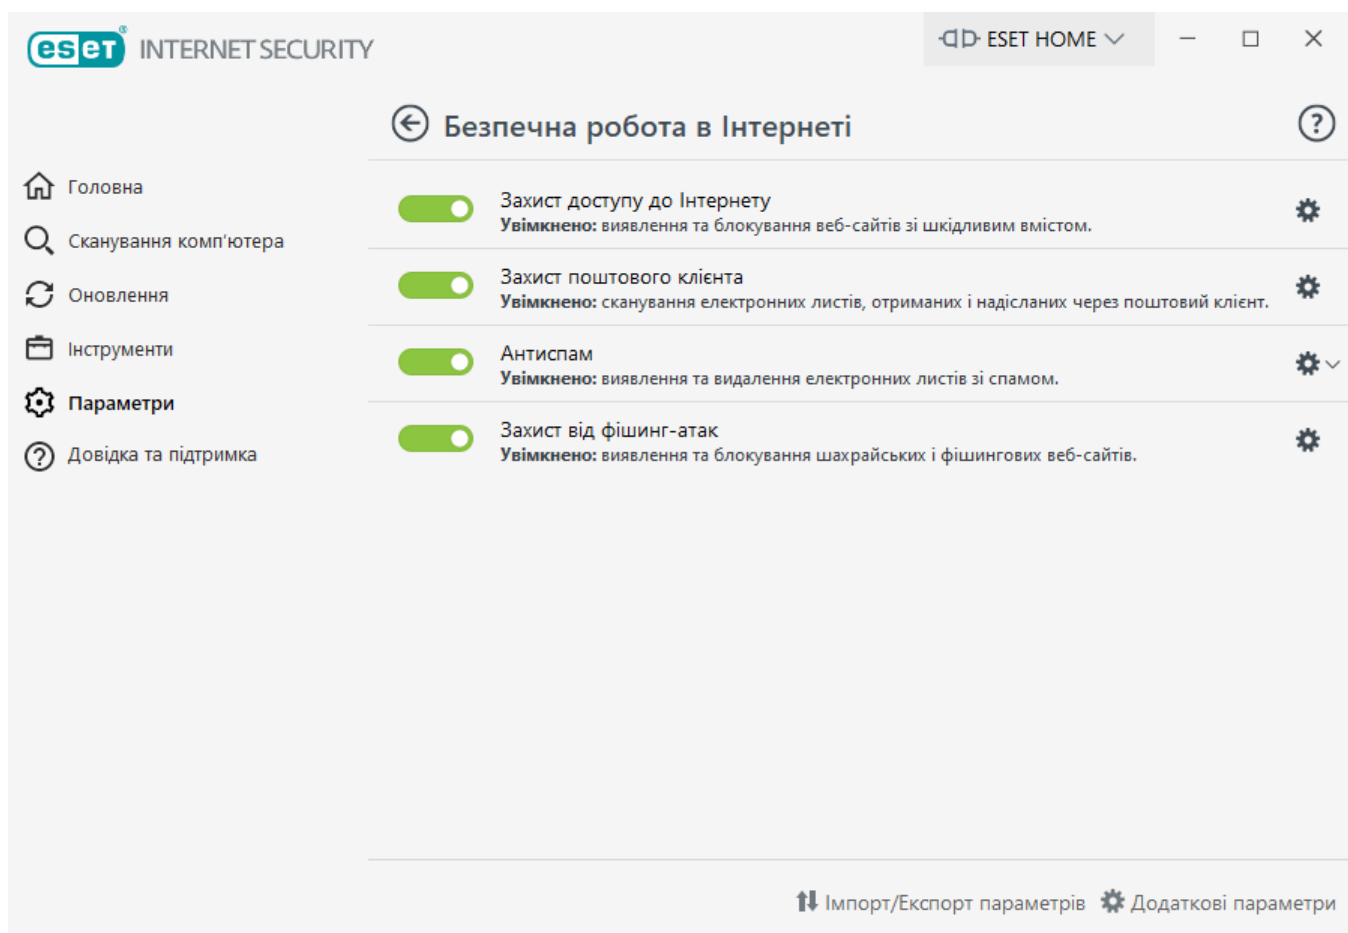 eset® INTERNET SECURITY
ESET HOME
Безпечна робота в Інтернеті
Головна
Сканування комп'ютера
Оновлення
Інструменти
Параметри
Довідка та підтримка
Захист доступу до Інтернету
Увімкнено: виявлення та блокування веб-сайтів зі шкідливим вмістом.
Захист поштового клієнта
Увімкнено: сканування електронних листів, отриманих і надісланих через поштовий клієнт.
Антиспам
Увімкнено: виявлення та видалення електронних листів зі спамом.
Захист від фішинг-атак
Увімкнено: виявлення та блокування шахрайських і фішингових веб-сайтів.
Імпорт/Експорт параметрів Додаткові параметри